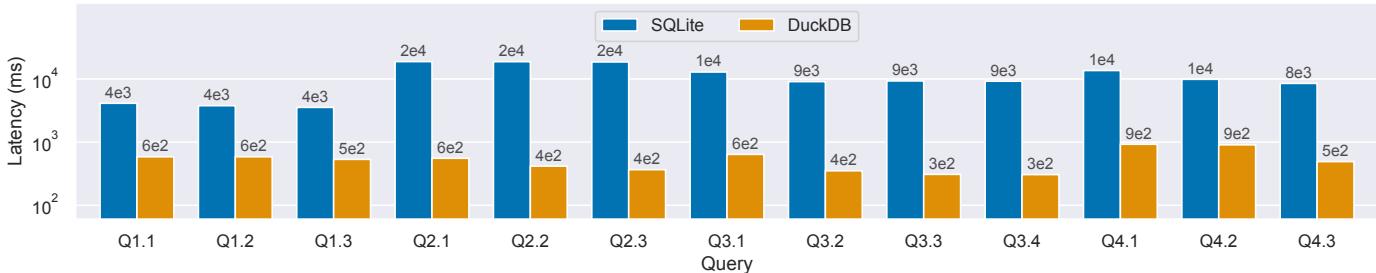 SQLite DuckDB
Latency (ms)
10^4
10^3
10^2
4e3 6e2 4e3 6e2 4e3 5e2 2e4 6e2 2e4 4e2 2e4 4e2 1e4 6e2 9e3 4e2 9e3 3e2 9e3 3e2 1e4 9e2 1e4 9e2 8e3 5e2
Q1.1 Q1.2 Q1.3 Q2.1 Q2.2 Q2.3 Q3.1 Q3.2 Q3.3 Q3.4 Q4.1 Q4.2 Q4.3
Query